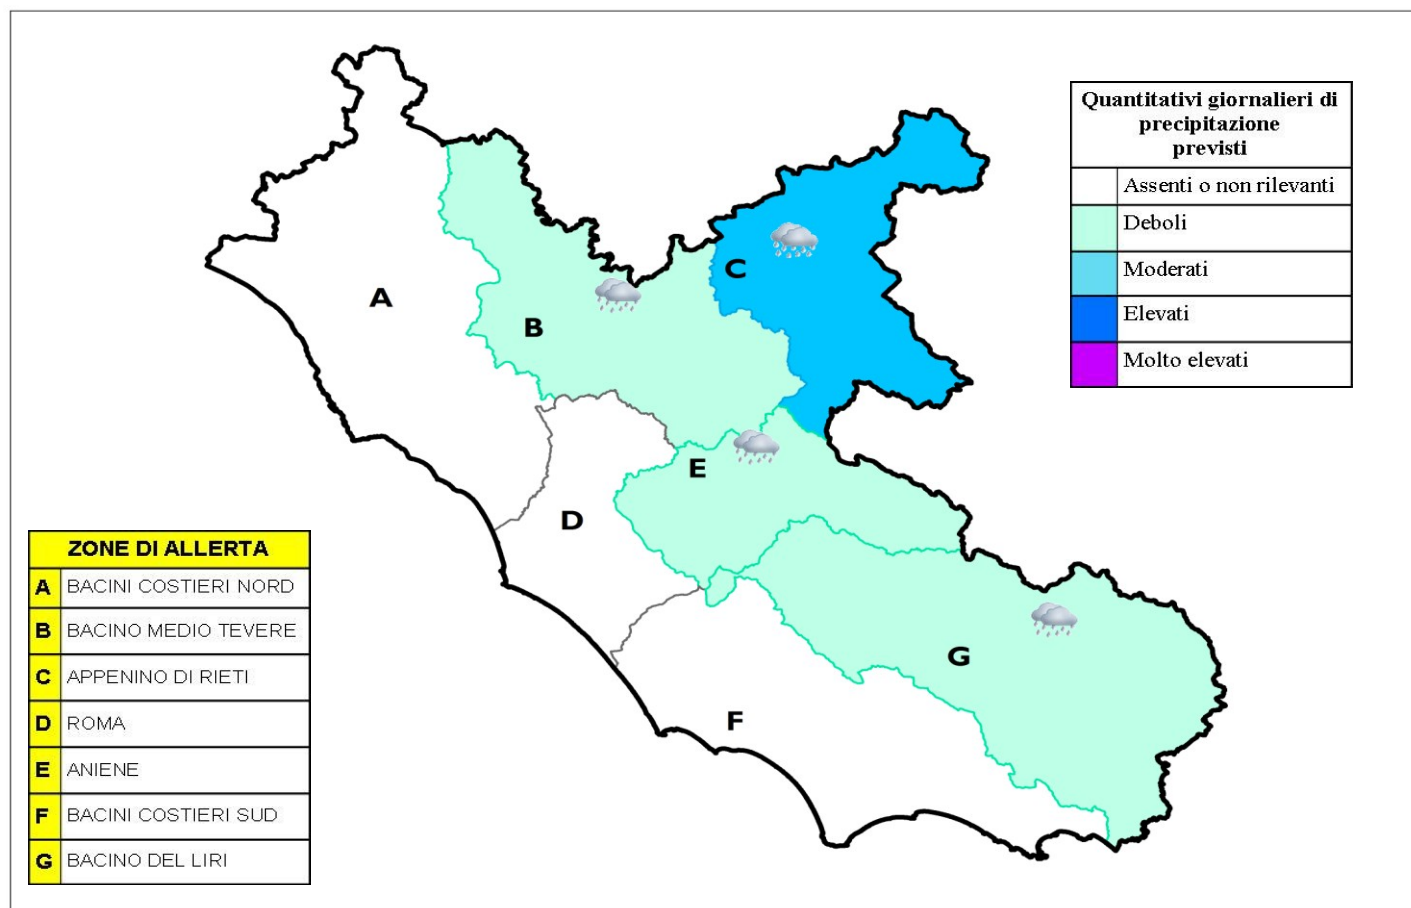 Quantitativi giornalieri di
precipitazione
previsti
Assenti o non rilevanti
Deboli
Moderati
Elevati
Molto elevati
A
B
C
D
E
F
G
ZONE DI ALLERTA
A BACINI COSTIERI NORD
B BACINO MEDIO TEVERE
C APPENINO DI RIETI
D ROMA
E ANIENE
F BACINI COSTIERI SUD
G BACINO DEL LIRI